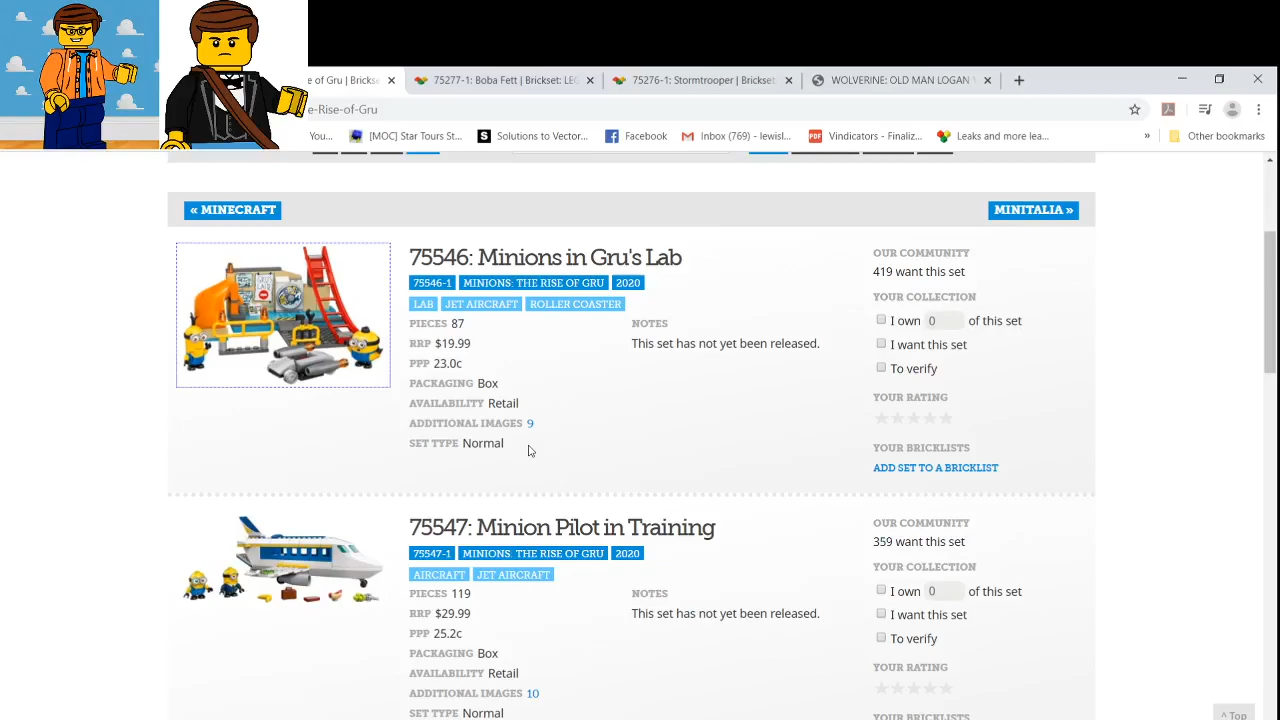 e of Gru | Brickse
75277-1: Boba Fett | Brickset: LEG
75276-1: Stormtrooper | Brickset:
WOLVERINE: OLD MAN LOGAN
e-Rise-of-Gru
You...
[MOC] Star Tours St...
Solutions to Vector...
Facebook
Inbox (769) – lewisl...
Vindicators - Finaliz...
Leaks and more lea...
»
Other bookmarks
« MINECRAFT
MINITALIA »
75546: Minions in Gru's Lab
75546-1 MINIONS: THE RISE OF GRU 2020
LAB JET AIRCRAFT ROLLER COASTER
PIECES 87
RRP $19.99
PPP 23.0c
PACKAGING Box
AVAILABILITY Retail
ADDITIONAL IMAGES 9
SET TYPE Normal
NOTES
This set has not yet been released.
OUR COMMUNITY
419 want this set
YOUR COLLECTION
I own 0 of this set
I want this set
To verify
YOUR RATING
YOUR BRICKLISTS
ADD SET TO A BRICKLIST
75547: Minion Pilot in Training
75547-1 MINIONS: THE RISE OF GRU 2020
AIRCRAFT JET AIRCRAFT
PIECES 119
RRP $29.99
PPP 25.2c
PACKAGING Box
AVAILABILITY Retail
ADDITIONAL IMAGES 10
SET TYPE Normal
NOTES
This set has not yet been released.
OUR COMMUNITY
359 want this set
YOUR COLLECTION
I own 0 of this set
I want this set
To verify
YOUR RATING
YOUR BRICKLISTS
^ Top